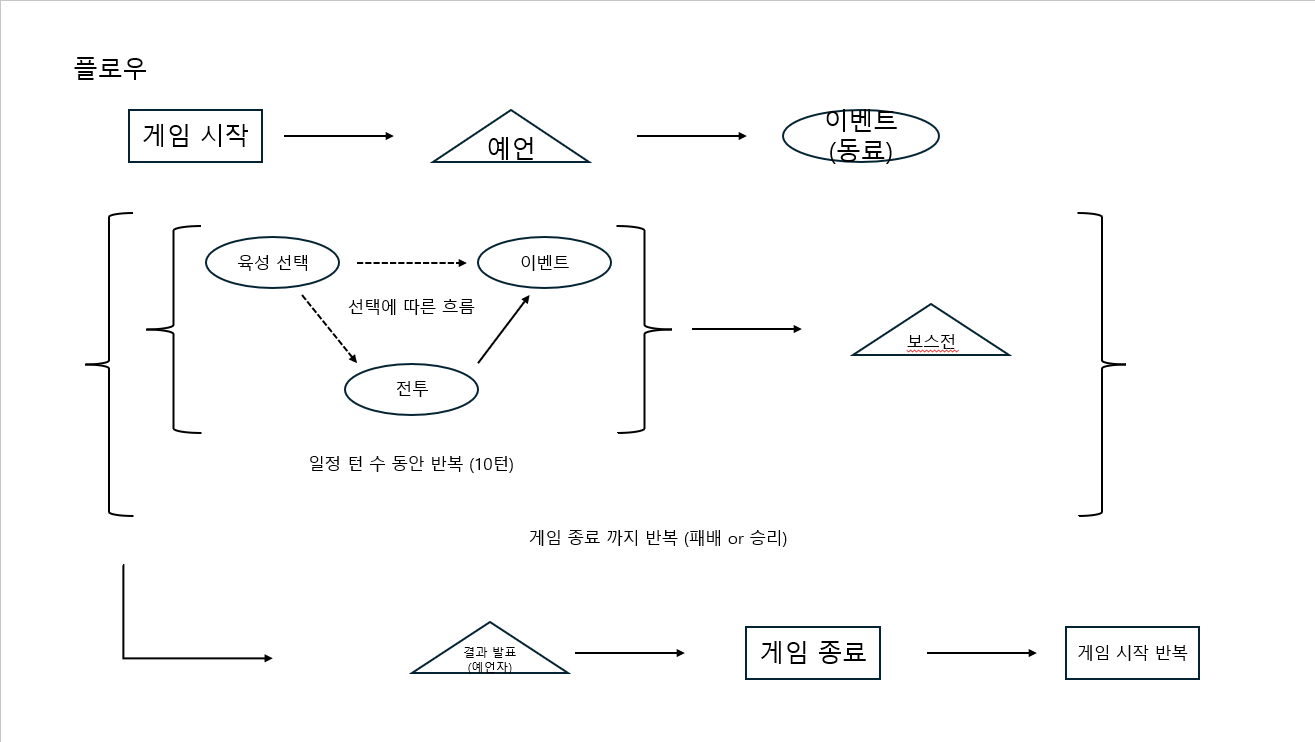 플로우
게임 시작
예언
이벤트
(동료)
육성 선택
이벤트
선택에 따른 흐름
전투
보스전
일정 턴 수 동안 반복 (10턴)
게임 종료 까지 반복 (패배 or 승리)
결과 발표
(예언자)
게임 종료
게임 시작 반복